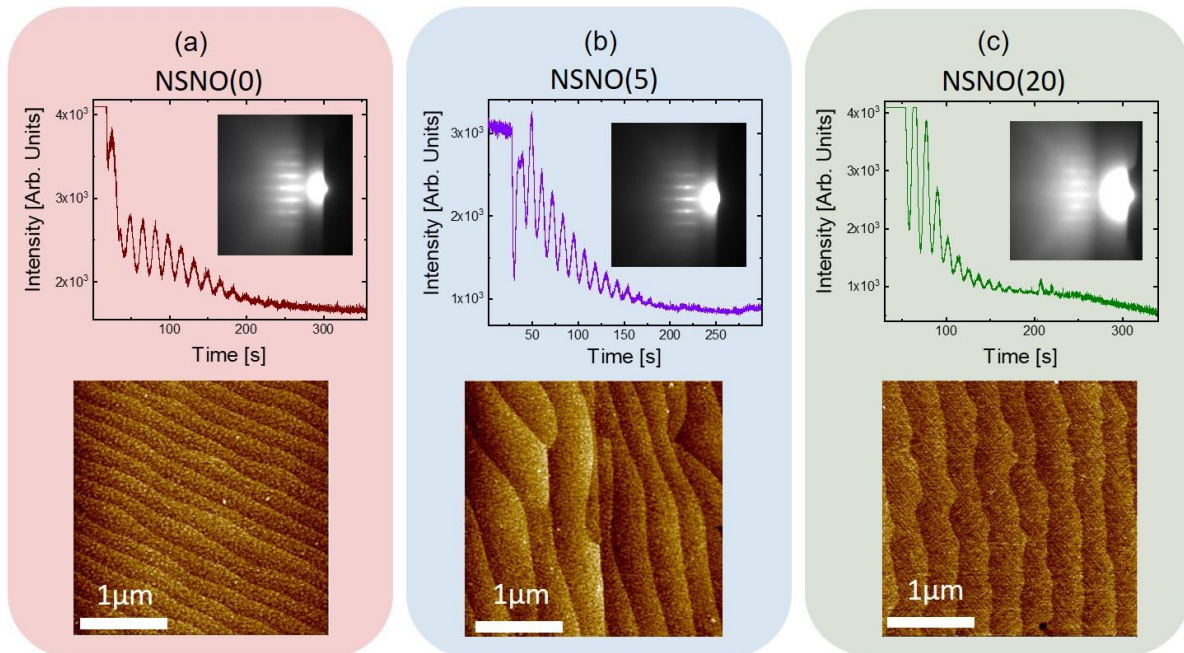 (a)
NSNO(0)
Intensity [Arb. Units]
4x10³
3x10³
2x10³
100
200
300
Time [s]
1µm
(b)
NSNO(5)
Intensity [Arb. Units]
3x10³
2x10³
1x10³
50
100
150
200
250
Time [s]
1µm
(c)
NSNO(20)
Intensity [Arb. Units]
4x10³
3x10³
2x10³
1x10³
100
200
300
Time [s]
1µm